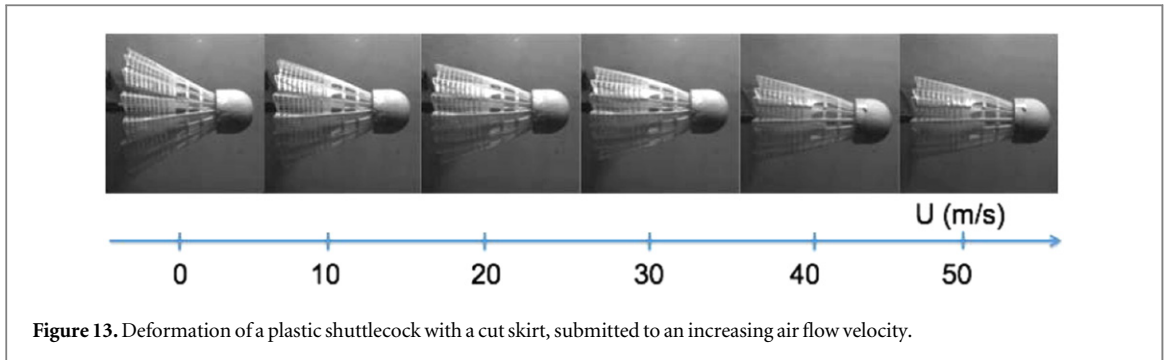 U (m/s)
0 10 20 30 40 50
Figure 13. Deformation of a plastic shuttlecock with a cut skirt, submitted to an increasing air flow velocity.